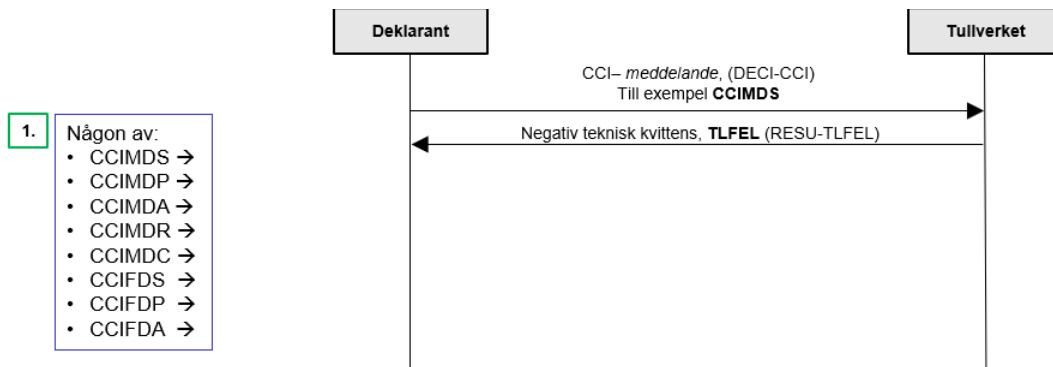 Deklarant
Tullverket
CCI– meddelande, (DECI-CCI)
Till exempel CCIMDS
Negativ teknisk kvittens, TLFEL (RESU-TLFEL)
1.
Någon av:
• CCIMDS →
• CCIMDP →
• CCIMDA →
• CCIMDR →
• CCIMDC →
• CCIFDS →
• CCIFDP →
• CCIFDA →